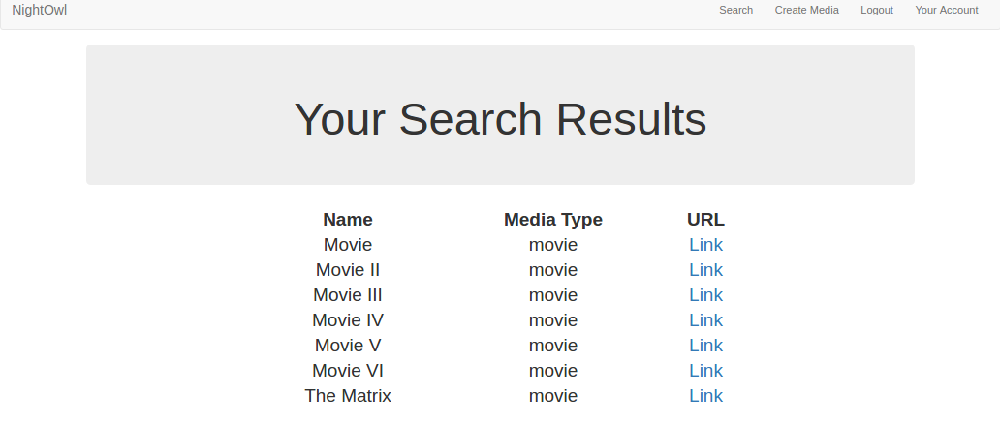 NightOwl Search Create Media Logout Your Account
Your Search Results
Name Media Type URL
Movie movie Link
Movie II movie Link
Movie III movie Link
Movie IV movie Link
Movie V movie Link
Movie VI movie Link
The Matrix movie Link